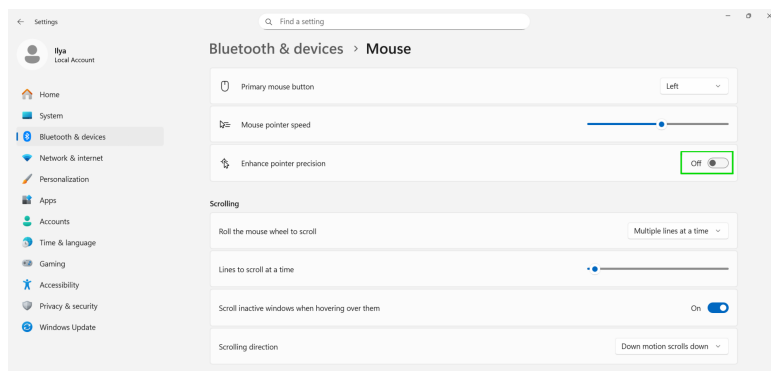 Settings
Find a setting
Ilya
Local Account
Home
System
Bluetooth & devices
Network & internet
Personalization
Apps
Accounts
Time & language
Gaming
Accessibility
Privacy & security
Windows Update
Bluetooth & devices > Mouse
Primary mouse button
Left
Mouse pointer speed
Enhance pointer precision
Off
Scrolling
Roll the mouse wheel to scroll
Multiple lines at a time
Lines to scroll at a time
Scroll inactive windows when hovering over them
On
Scrolling direction
Down motion scrolls down